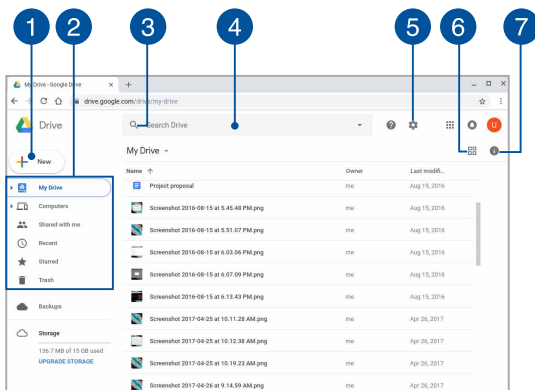 1 2 3 4 5 6 7
My Drive - Google Drive
drive.google.com/drive/my-drive
Drive
Search Drive
U
New
My Drive
Name Owner Last modifi...
My Drive
Computers
Shared with me
Recent
Starred
Trash
Backups
Storage
136.7 MB of 15 GB used
UPGRADE STORAGE
Project proposal me Aug 19, 2016
Screenshot 2016-08-15 at 5.45.48 PM.png me Aug 15, 2016
Screenshot 2016-08-15 at 5.51.07 PM.png me Aug 15, 2016
Screenshot 2016-08-15 at 6.03.06 PM.png me Aug 15, 2016
Screenshot 2016-08-15 at 6.07.09 PM.png me Aug 15, 2016
Screenshot 2016-08-15 at 6.13.43 PM.png me Aug 15, 2016
Screenshot 2017-04-25 at 10.11.28 AM.png me Apr 26, 2017
Screenshot 2017-04-25 at 10.12.38 AM.png me Apr 26, 2017
Screenshot 2017-04-25 at 10.19.23 AM.png me Apr 26, 2017
Screenshot 2017-04-26 at 9.14.59 AM.png me Apr 26, 2017